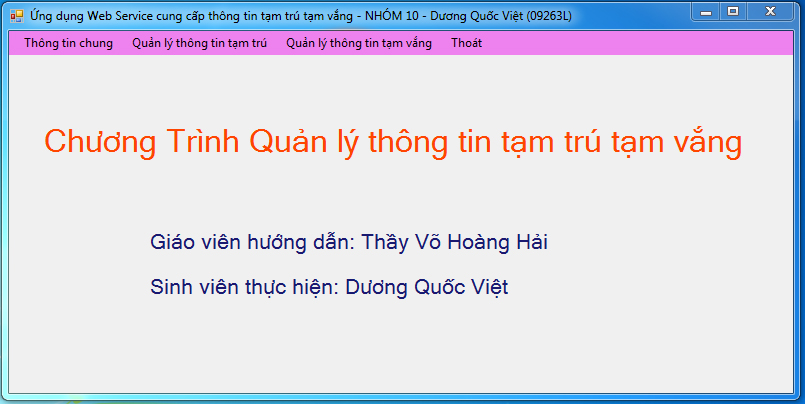 Ứng dụng Web Service cung cấp thông tin tạm trú tạm vắng - NHÓM 10 - Dương Quốc Việt (09263L)
Thông tin chung Quản lý thông tin tạm trú Quản lý thông tin tạm vắng Thoát
Chương Trình Quản lý thông tin tạm trú tạm vắng
Giáo viên hướng dẫn: Thầy Võ Hoàng Hải
Sinh viên thực hiện: Dương Quốc Việt